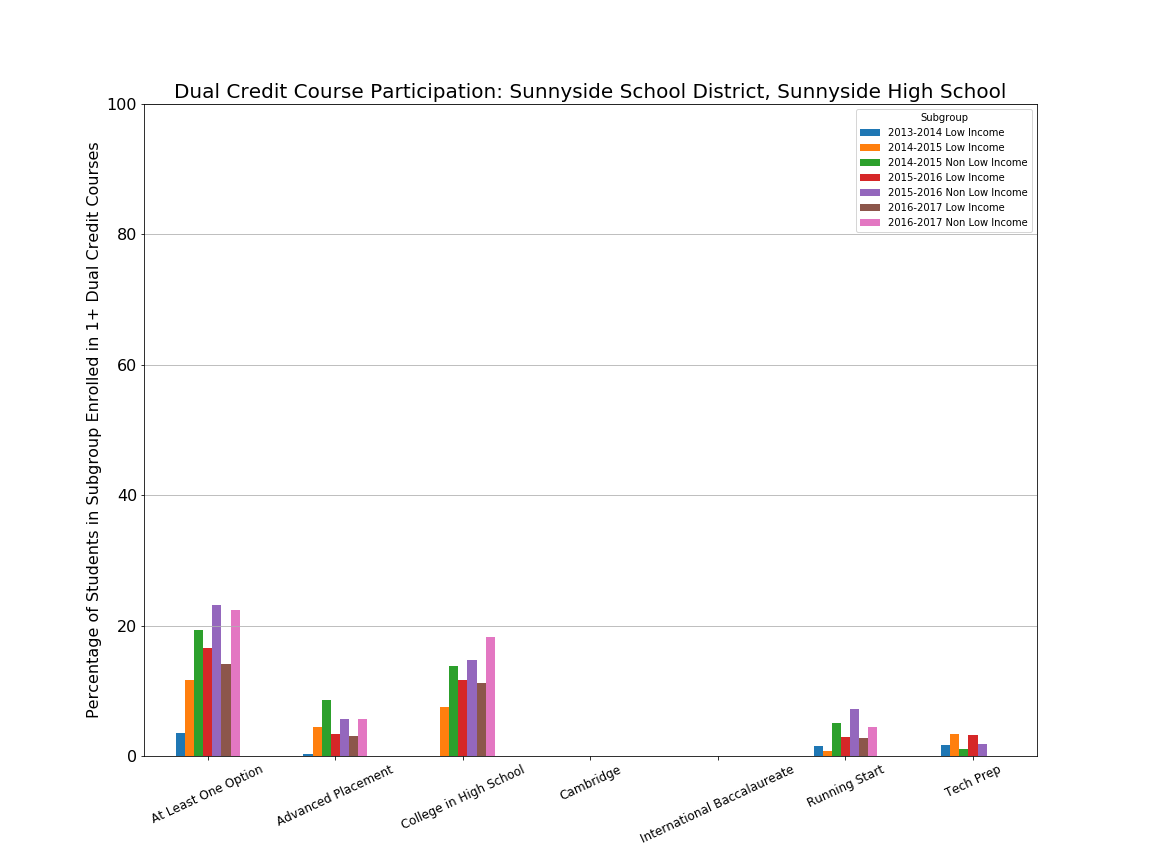 Dual Credit Course Participation: Sunnyside School District, Sunnyside High School
Percentage of Students in Subgroup Enrolled in 1+ Dual Credit Courses
100
80
60
40
20
0
Subgroup
2013-2014 Low Income
2014-2015 Low Income
2014-2015 Non Low Income
2015-2016 Low Income
2015-2016 Non Low Income
2016-2017 Low Income
2016-2017 Non Low Income
At Least One Option
Advanced Placement
College in High School
Cambridge
International Baccalaureate
Running Start
Tech Prep